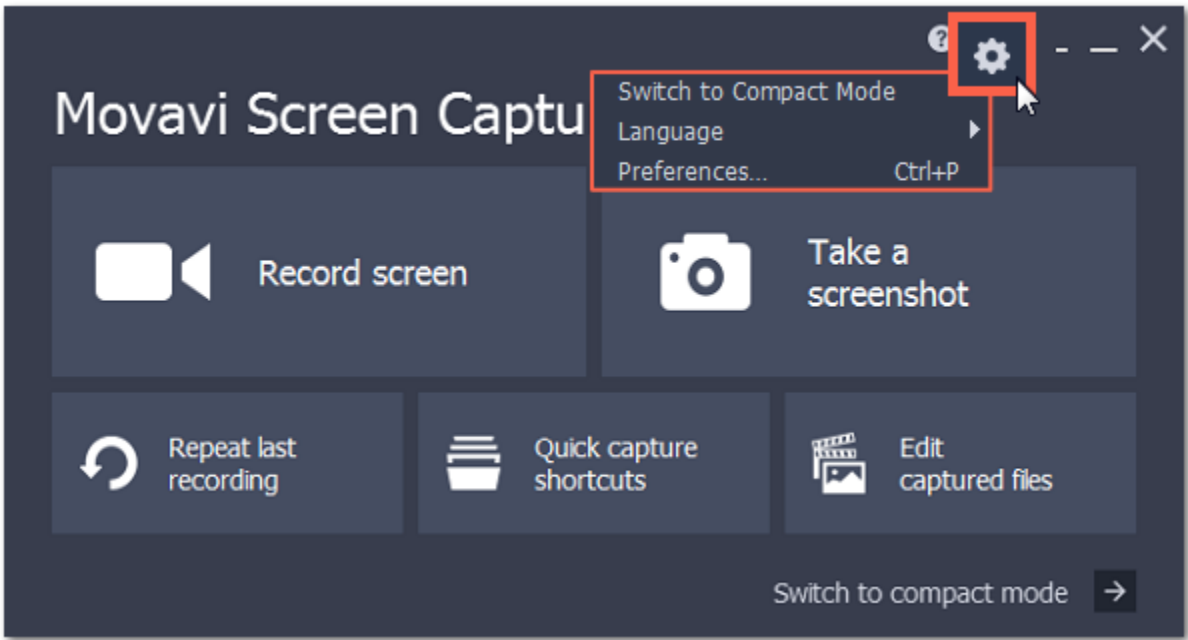 ?
Movavi Screen Captu
Switch to Compact Mode
Language
Preferences... Ctrl+P
Record screen
Take a
screenshot
Repeat last
recording
Quick capture
shortcuts
Edit
captured files
Switch to compact mode